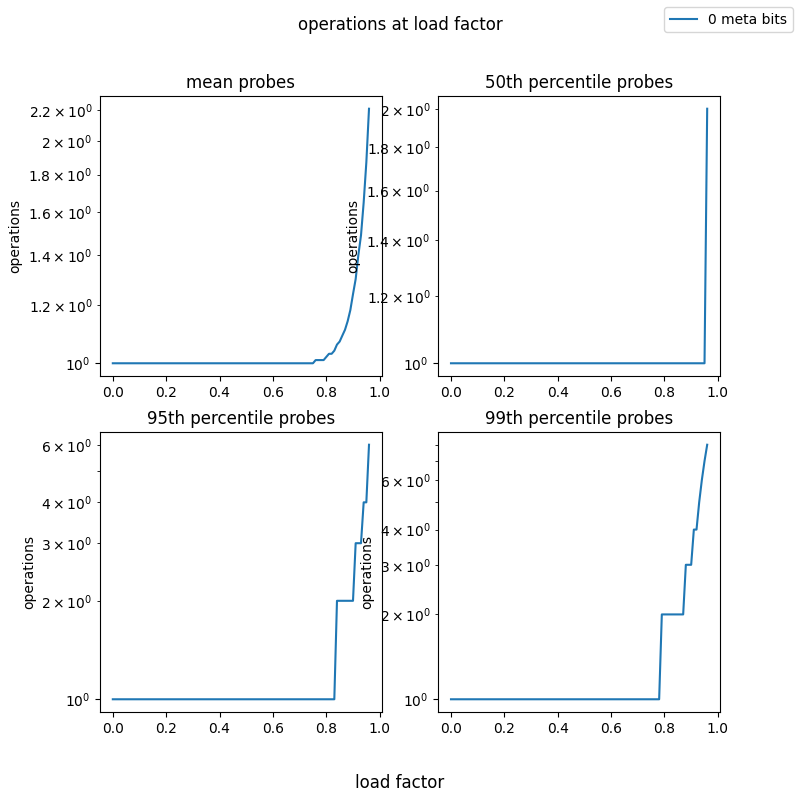 operations at load factor
0 meta bits
mean probes
50th percentile probes
2.2 × 10⁰
2 × 10⁰
1.8 × 10⁰
1.6 × 10⁰
1.4 × 10⁰
1.2 × 10⁰
10⁰
operations
0.0 0.2 0.4 0.6 0.8 1.0
2 × 10⁰
1.8 × 10⁰
1.6 × 10⁰
1.4 × 10⁰
1.2 × 10⁰
10⁰
operations
0.0 0.2 0.4 0.6 0.8 1.0
95th percentile probes
99th percentile probes
6 × 10⁰
4 × 10⁰
3 × 10⁰
2 × 10⁰
10⁰
operations
0.0 0.2 0.4 0.6 0.8 1.0
6 × 10⁰
4 × 10⁰
3 × 10⁰
2 × 10⁰
10⁰
operations
0.0 0.2 0.4 0.6 0.8 1.0
load factor